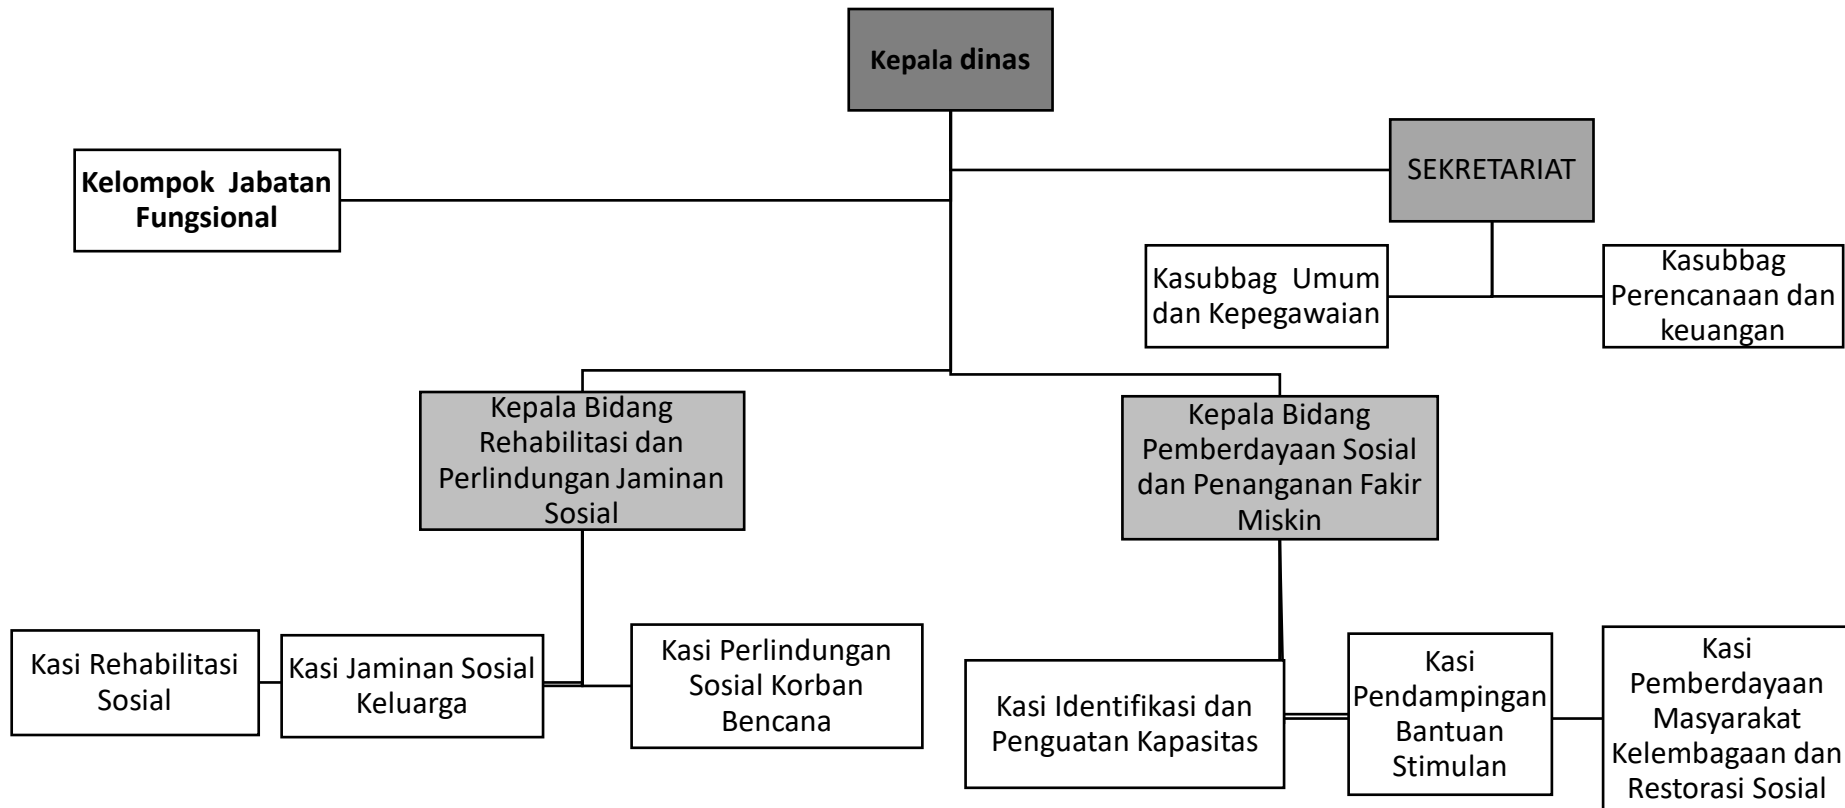 Kepala dinas
SEKRETARIAT
Kelompok Jabatan
Fungsional
Kasubbag Umum
dan Kepegawaian
Kasubbag
Perencanaan dan
keuangan
Kepala Bidang
Rehabilitasi dan
Perlindungan Jaminan
Sosial
Kepala Bidang
Pemberdayaan Sosial
dan Penanganan Fakir
Miskin
Kasi Rehabilitasi
Sosial
Kasi Jaminan Sosial
Keluarga
Kasi Perlindungan
Sosial Korban
Bencana
Kasi Identifikasi dan
Penguatan Kapasitas
Kasi
Pendampingan
Bantuan
Stimulan
Kasi
Pemberdayaan
Masyarakat
Kelembagaan dan
Restorasi Sosial